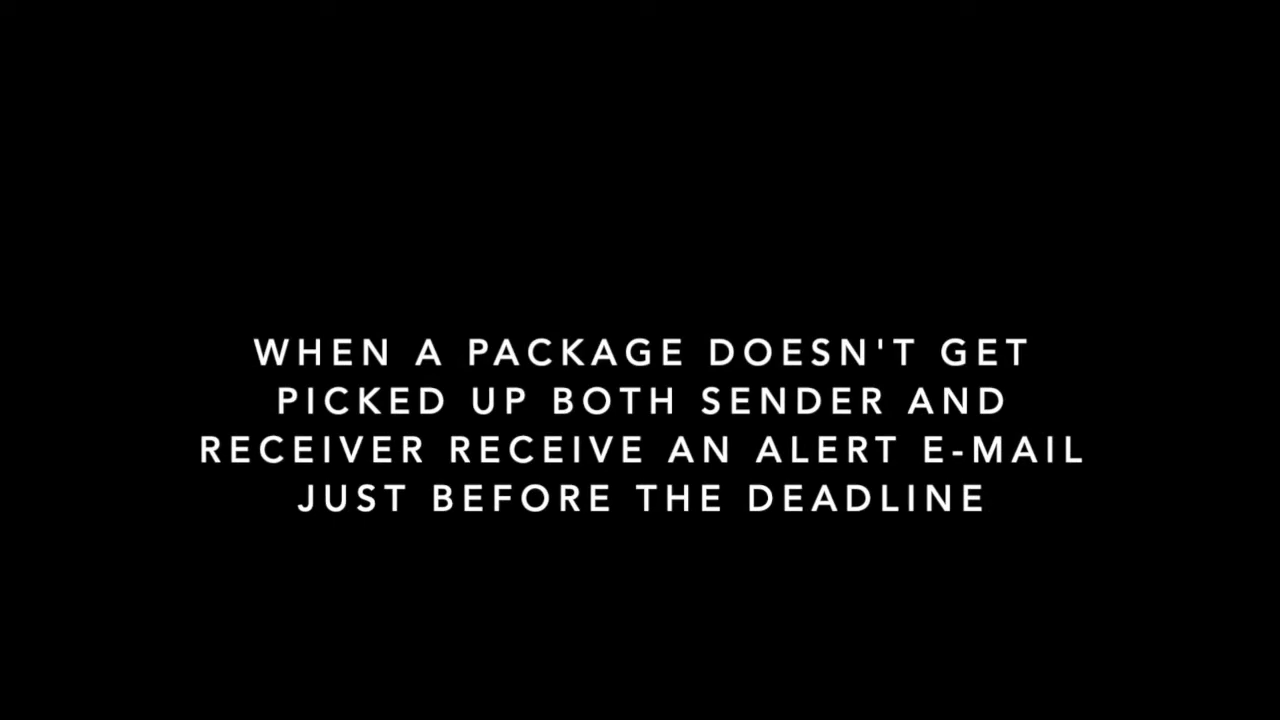 WHEN A PACKAGE DOESN'T GET
PICKED UP BOTH SENDER AND
RECEIVER RECEIVE AN ALERT E-MAIL
JUST BEFORE THE DEADLINE